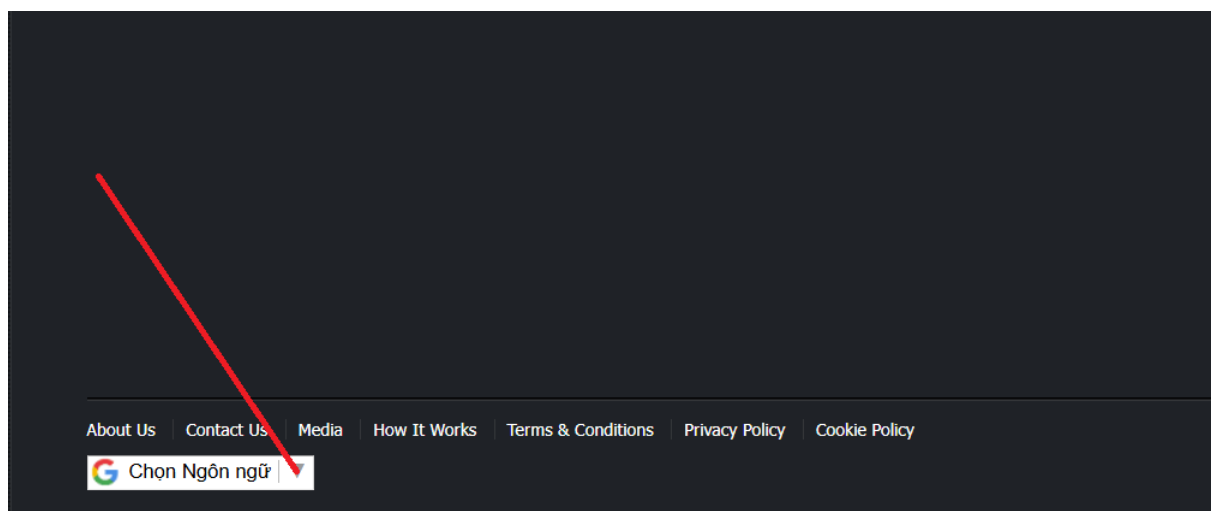 About Us Contact Us Media How It Works Terms & Conditions Privacy Policy Cookie Policy
Chọn Ngôn ngữ